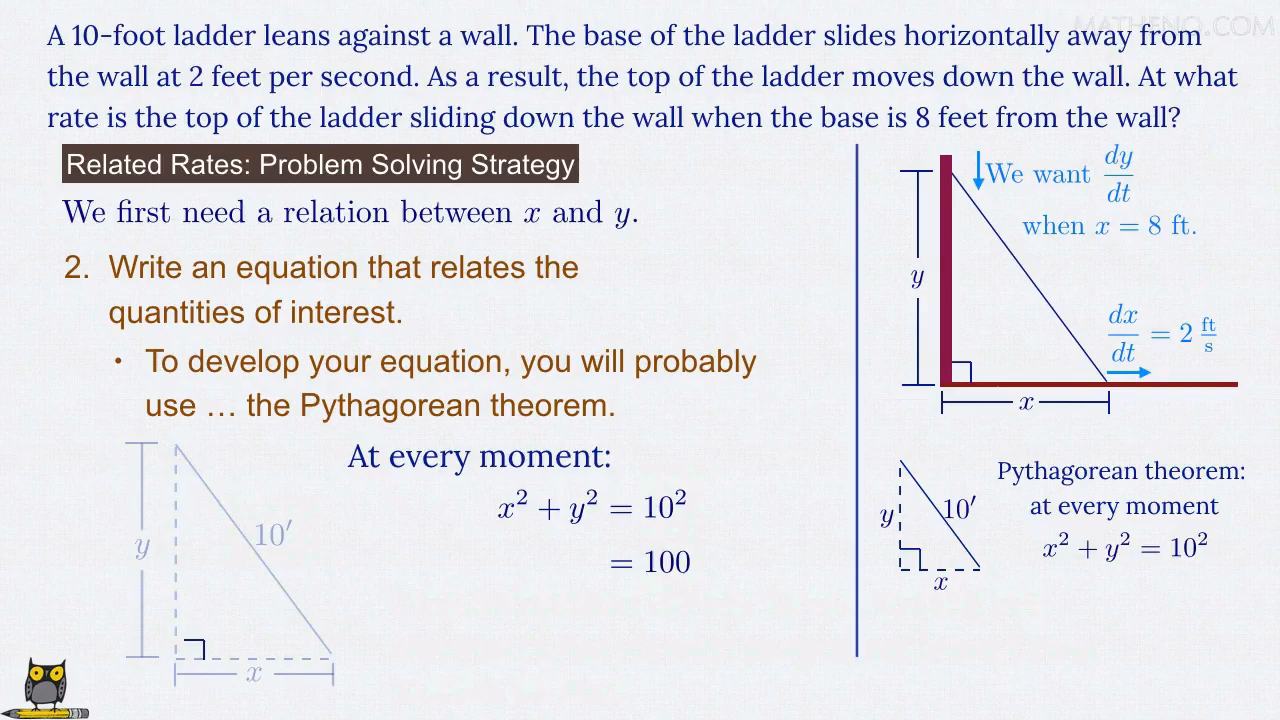 MATHENO.COM
A 10-foot ladder leans against a wall. The base of the ladder slides horizontally away from
the wall at 2 feet per second. As a result, the top of the ladder moves down the wall. At what
rate is the top of the ladder sliding down the wall when the base is 8 feet from the wall?
Related Rates: Problem Solving Strategy
We first need a relation between x and y.
2. Write an equation that relates the
quantities of interest.
• To develop your equation, you will probably
use … the Pythagorean theorem.
At every moment:
x² + y² = 10²
= 100
y
10′
x
We want dy/dt
when x = 8 ft.
y
dx/dt = 2 ft/s
x
Pythagorean theorem:
at every moment
x² + y² = 10²
y
10′
x